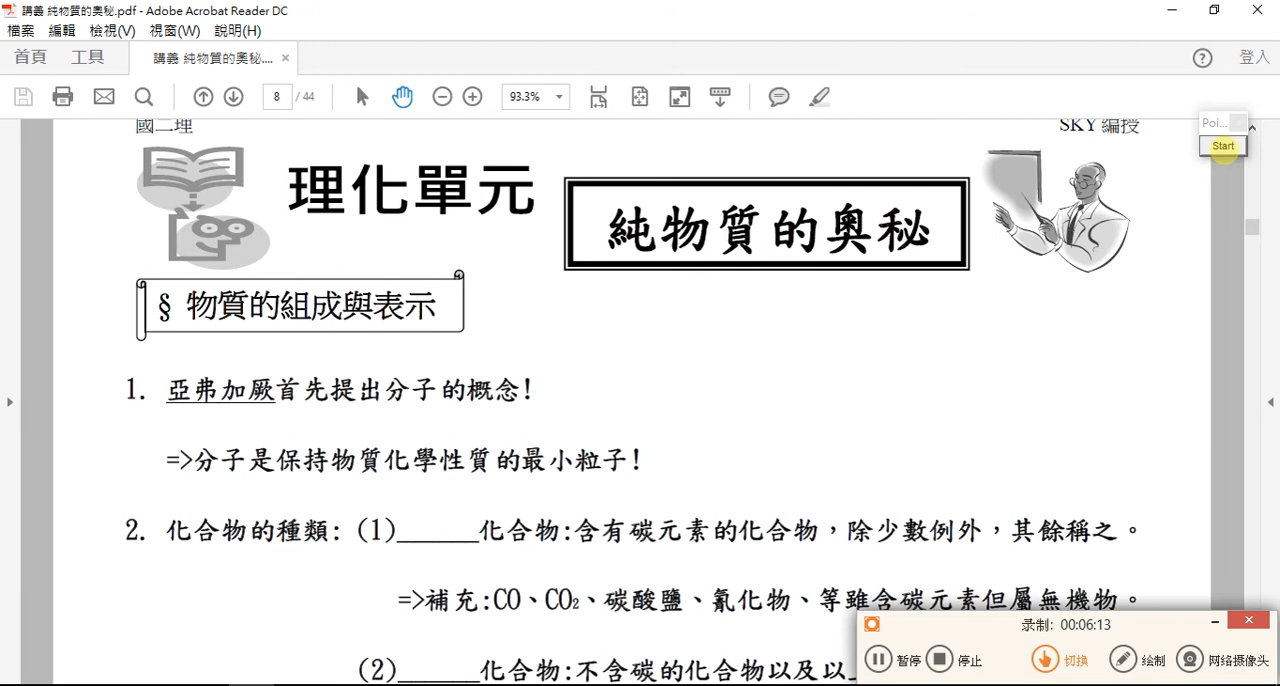 講義 純物質的奧秘.pdf - Adobe Acrobat Reader DC
檔案 編輯 檢視(V) 視窗(W) 說明(H)
首頁 工具 講義 純物質的奧秘.... × 登入
8 / 44 93.3%
國二理 SKY 編授
Poi...
Start
理化單元
純物質的奧秘
§ 物質的組成與表示
1. 亞弗加厥首先提出分子的概念!
=>分子是保持物質化學性質的最小粒子!
2. 化合物的種類: (1)______化合物:含有碳元素的化合物,除少數例外,其餘稱之。
=>補充:CO、CO₂、碳酸鹽、氰化物、等雖含碳元素但屬無機物。
(2)______化合物:不含碳的化合物以及以
录制: 00:06:13
暂停 停止 切换 绘制 网络摄像头